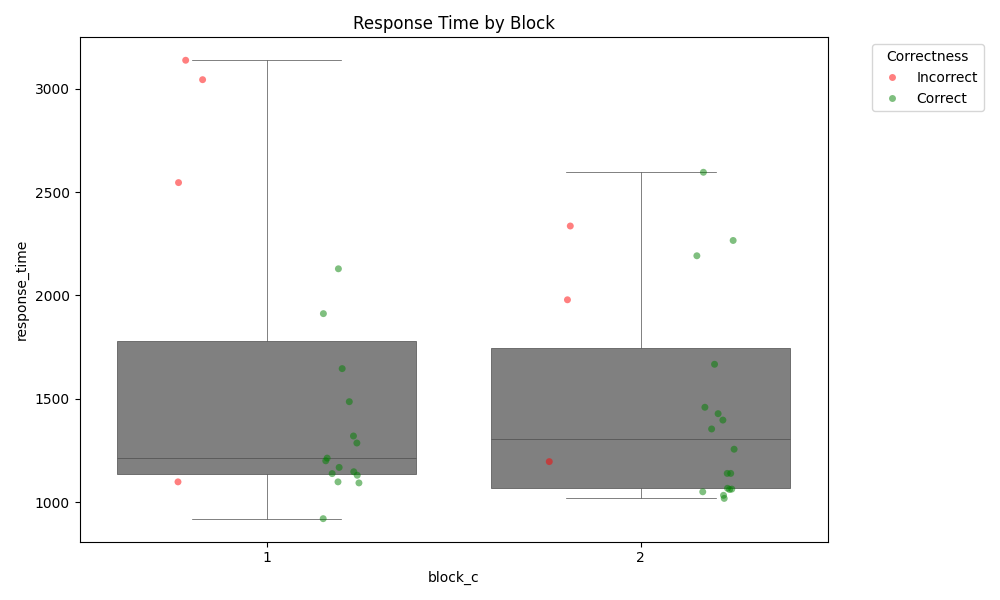 Response Time by Block
Correctness
Incorrect
Correct
3000
2500
2000
1500
1000
response_time
1
2
block_c